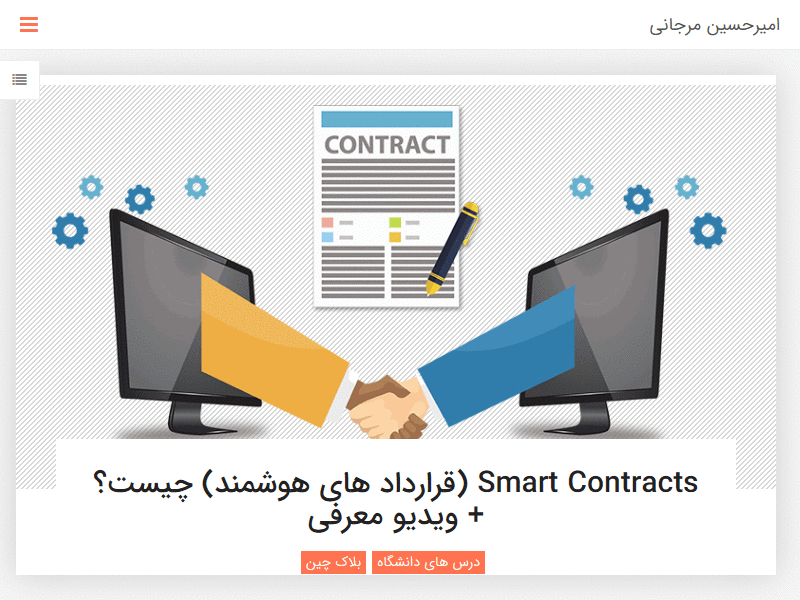 امیرحسین مرجانی
CONTRACT
Smart Contracts (قرارداد های هوشمند) چیست؟
+ ویدیو معرفی
درس های دانشگاه
بلاک چین